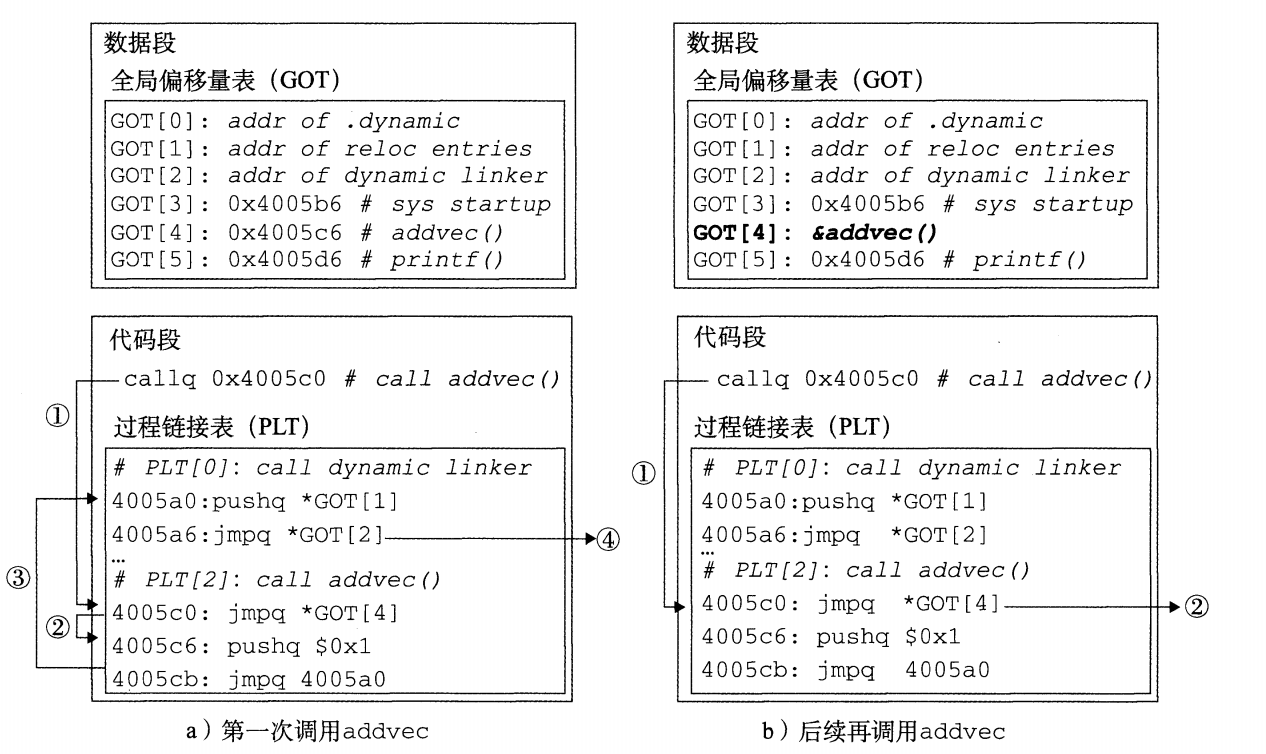 数据段
全局偏移量表（GOT）
GOT[0]: addr of .dynamic
GOT[1]: addr of reloc entries
GOT[2]: addr of dynamic linker
GOT[3]: 0x4005b6 # sys startup
GOT[4]: 0x4005c6 # addvec()
GOT[5]: 0x4005d6 # printf()
代码段
callq 0x4005c0 # call addvec()
①
过程链接表（PLT）
# PLT[0]: call dynamic linker
4005a0:pushq *GOT[1]
4005a6:jmpq *GOT[2]
④
…
③
# PLT[2]: call addvec()
4005c0: jmpq *GOT[4]
②
4005c6: pushq $0x1
4005cb: jmpq 4005a0
a）第一次调用addvec
数据段
全局偏移量表（GOT）
GOT[0]: addr of .dynamic
GOT[1]: addr of reloc entries
GOT[2]: addr of dynamic linker
GOT[3]: 0x4005b6 # sys startup
GOT[4]: &addvec()
GOT[5]: 0x4005d6 # printf()
代码段
callq 0x4005c0 # call addvec()
过程链接表（PLT）
①
# PLT[0]: call dynamic linker
4005a0:pushq *GOT[1]
4005a6:jmpq *GOT[2]
…
# PLT[2]: call addvec()
4005c0: jmpq *GOT[4]
②
4005c6: pushq $0x1
4005cb: jmpq 4005a0
b）后续再调用addvec